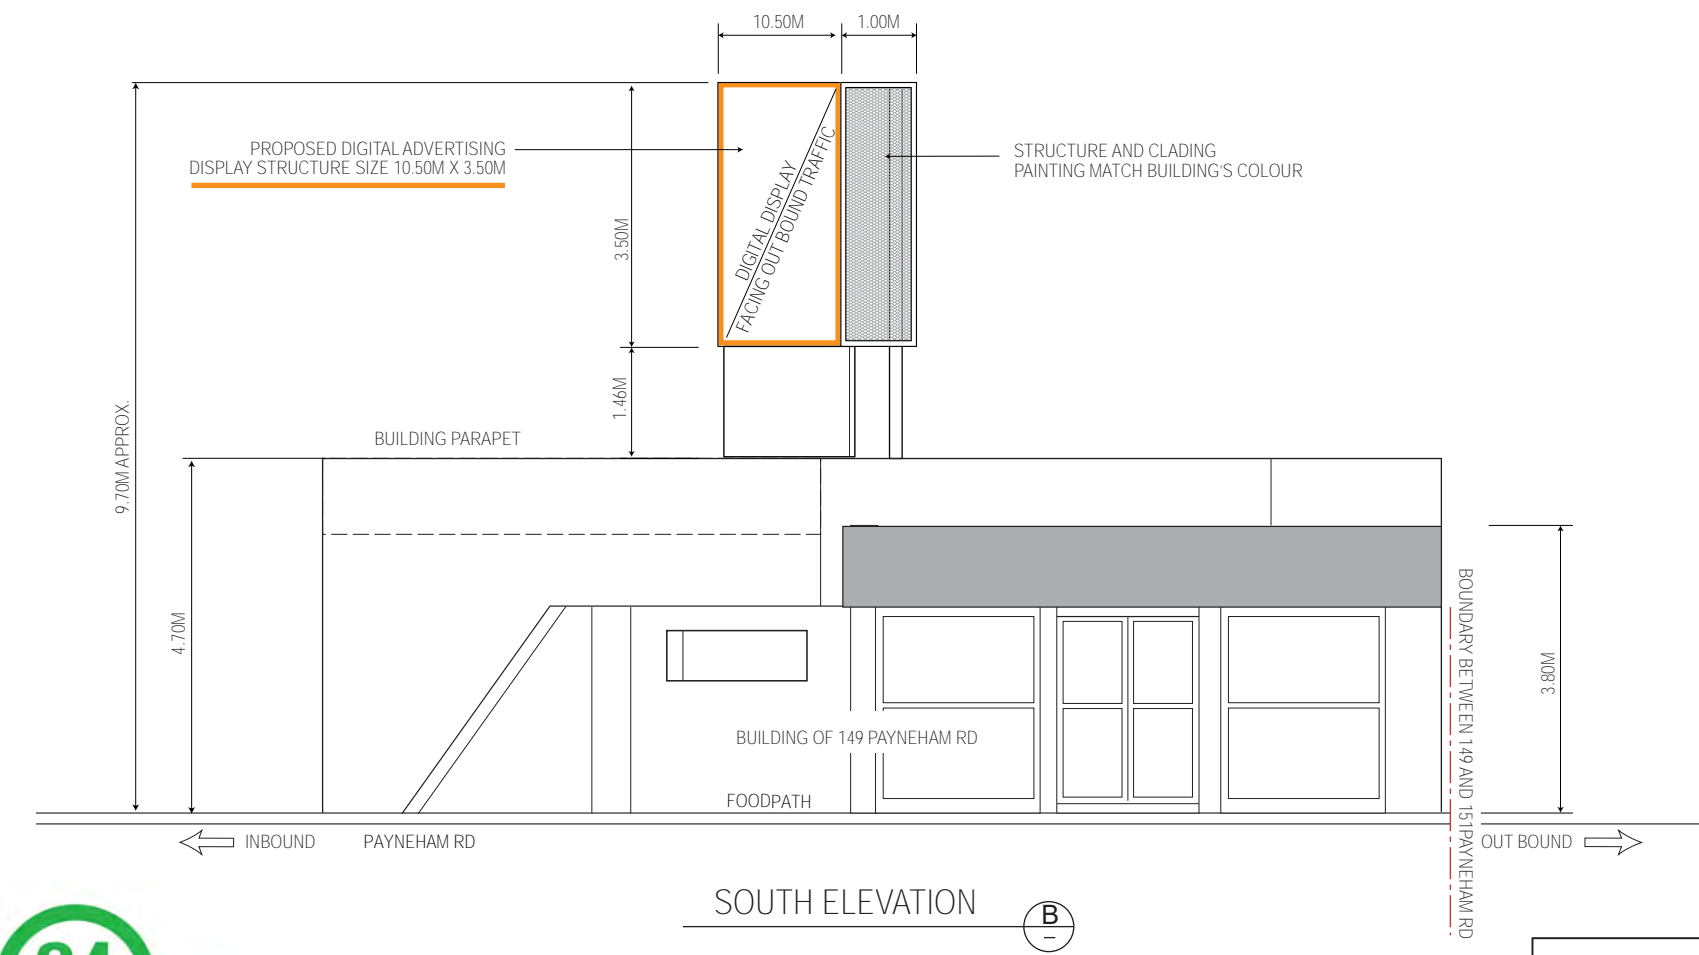 10.50M
1.00M
PROPOSED DIGITAL ADVERTISING
DISPLAY STRUCTURE SIZE 10.50M X 3.50M
STRUCTURE AND CLADING
PAINTING MATCH BUILDING'S COLOUR
DIGITAL DISPLAY
FACING OUT BOUND TRAFFIC
3.50M
1.46M
9.70M APPROX.
BUILDING PARAPET
4.70M
3.80M
BOUNDARY BETWEEN 149 AND 151PAYNEHAM RD
BUILDING OF 149 PAYNEHAM RD
FOODPATH
INBOUND
PAYNEHAM RD
OUT BOUND
SOUTH ELEVATION
B
–